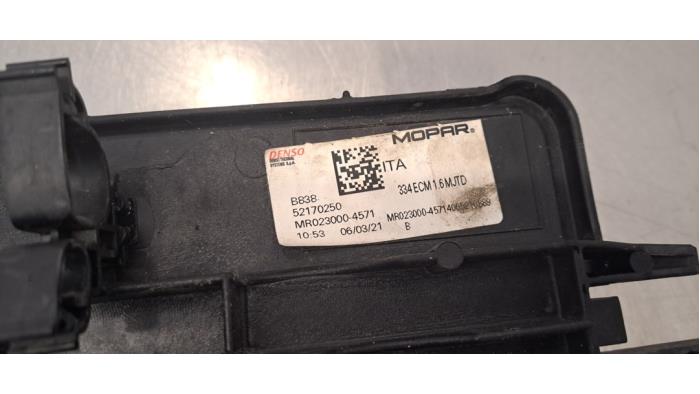 DENSO
MOPAR®
ITA
334 ECM 1.6 MJTD
B838
52170250
MR023000-4571
10:53 06/03/21
B